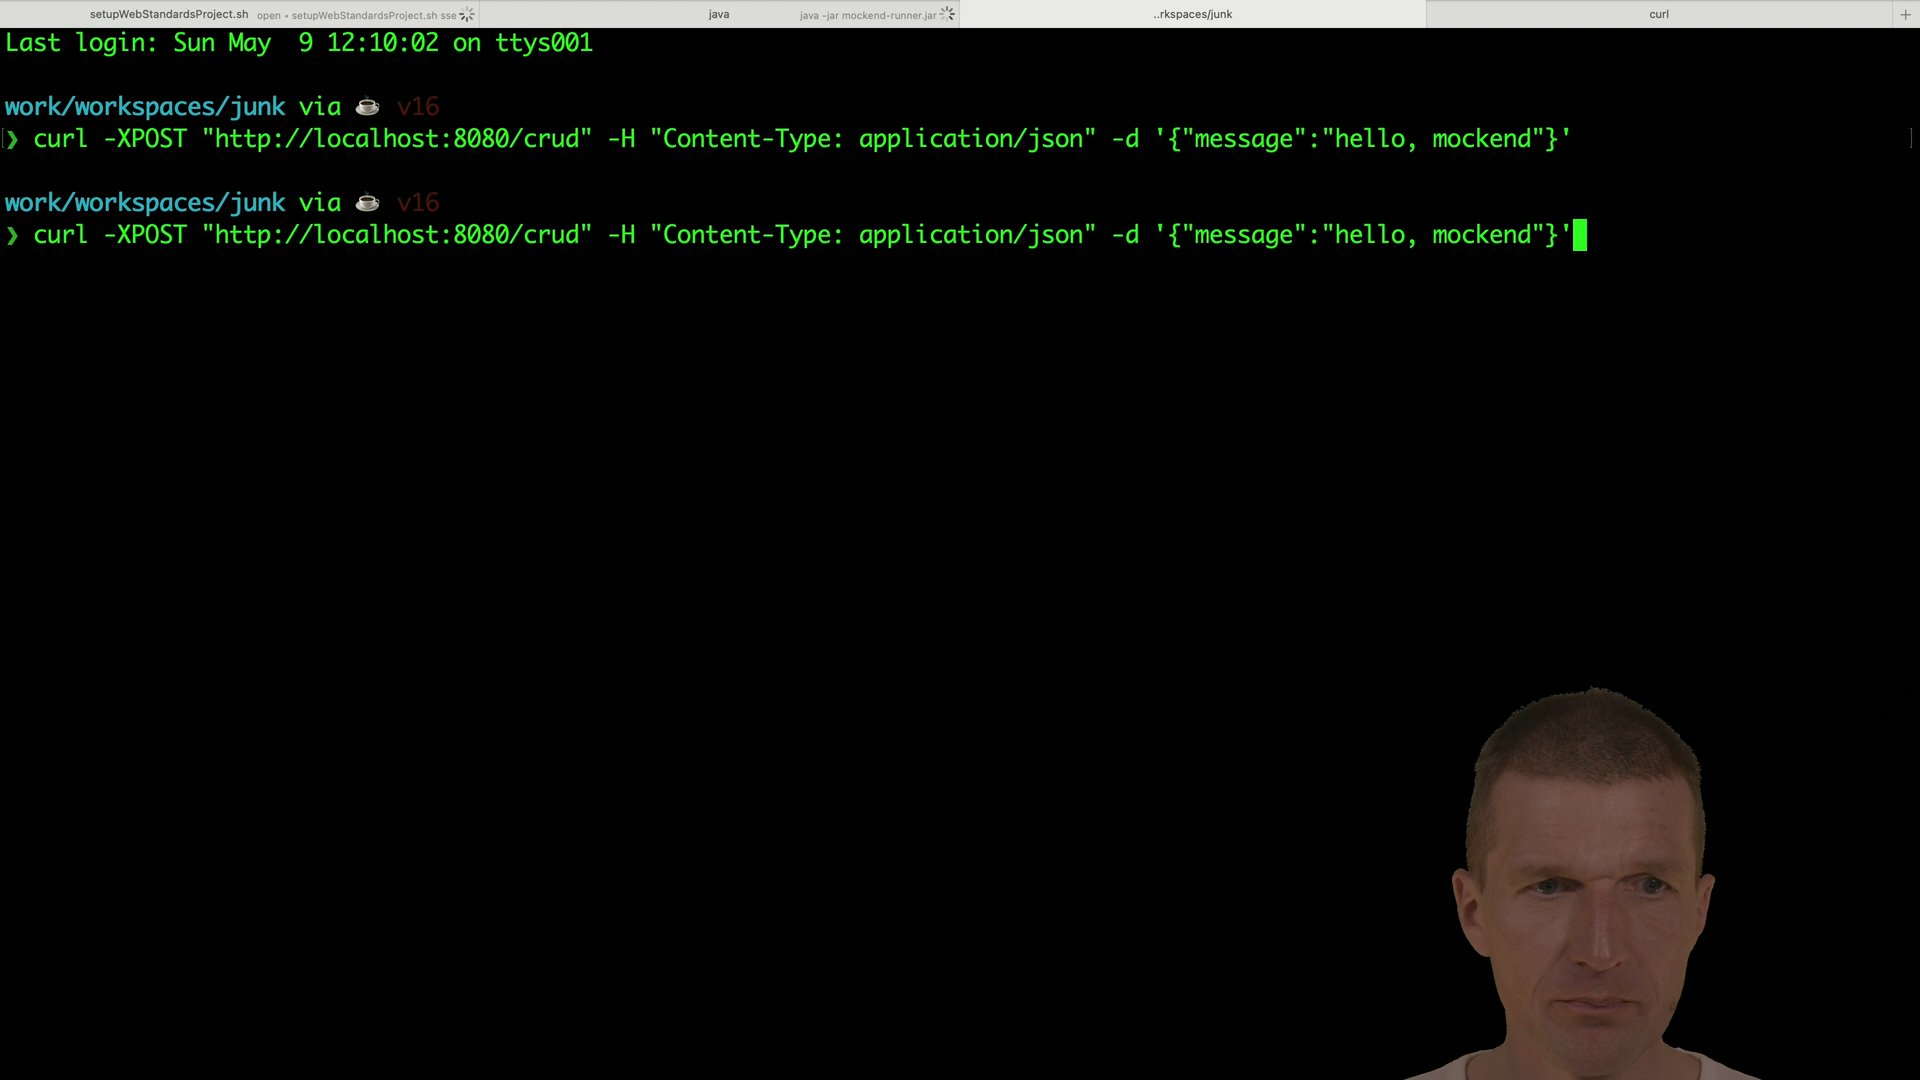 setupWebStandardsProject.sh open • setupWebStandardsProject.sh sse java java -jar mockend-runner.jar ..rkspaces/junk curl +
Last login: Sun May  9 12:10:02 on ttys001
work/workspaces/junk via ☕ v16
❯ curl -XPOST "http://localhost:8080/crud" -H "Content-Type: application/json" -d '{"message":"hello, mockend"}'
work/workspaces/junk via ☕ v16
❯ curl -XPOST "http://localhost:8080/crud" -H "Content-Type: application/json" -d '{"message":"hello, mockend"}'